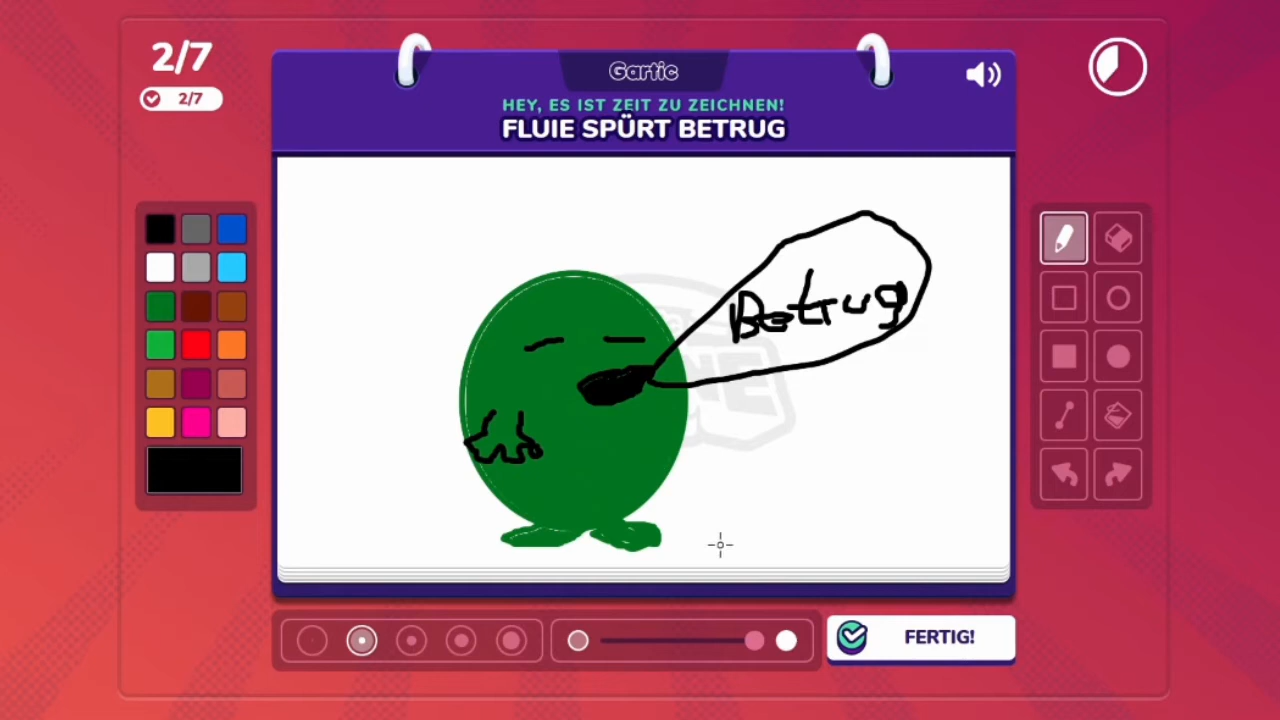 2/7
2/7
Gartic
HEY, ES IST ZEIT ZU ZEICHNEN!
FLUIE SPÜRT BETRUG
Betrug
FERTIG!